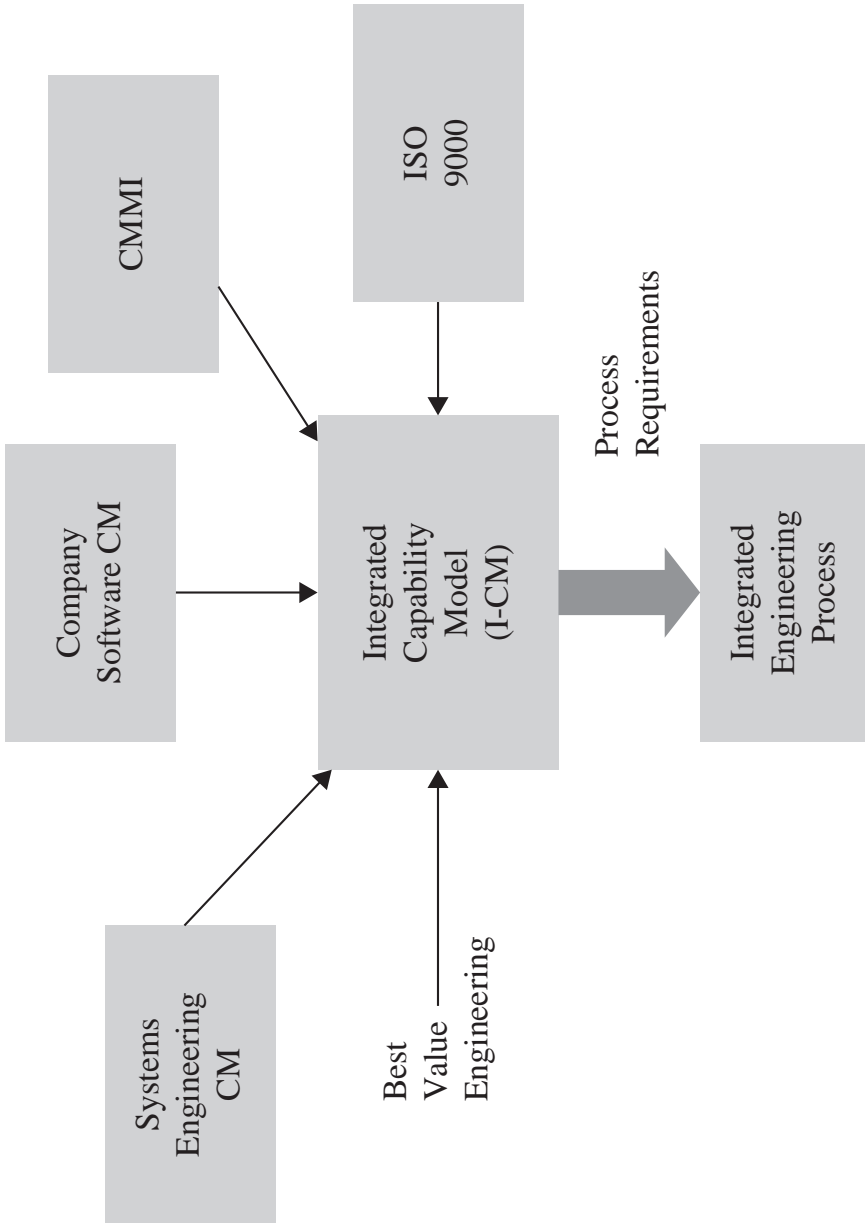 Systems
Engineering
CM
Company
Software CM
CMMI
Best
Value
Engineering
Integrated
Capability
Model
(I-CM)
ISO
9000
Process
Requirements
Integrated
Engineering
Process